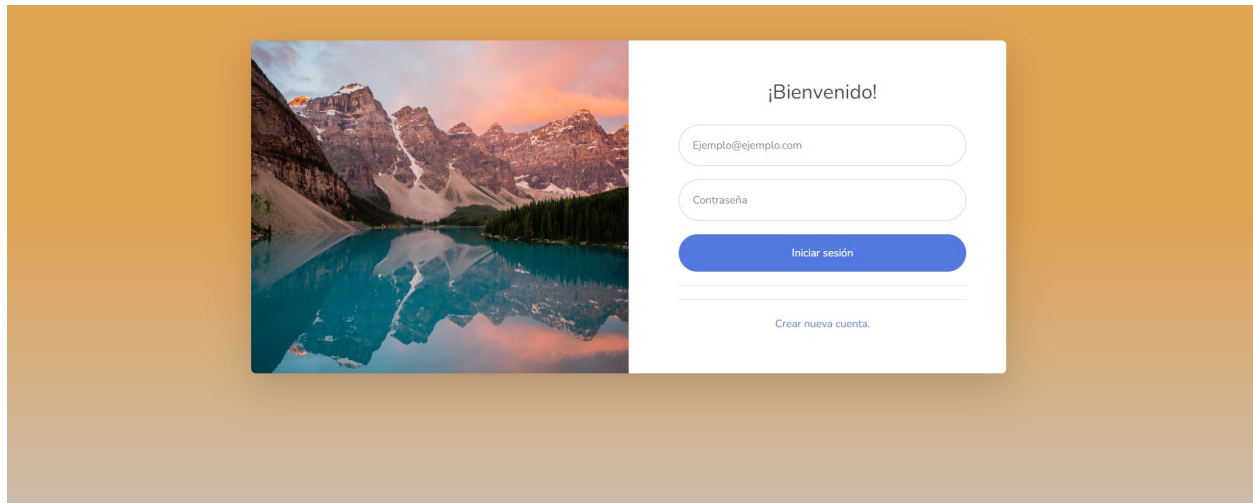 ¡Bienvenido!
Ejemplo@ejemplo.com
Contraseña
Iniciar sesión
Crear nueva cuenta.